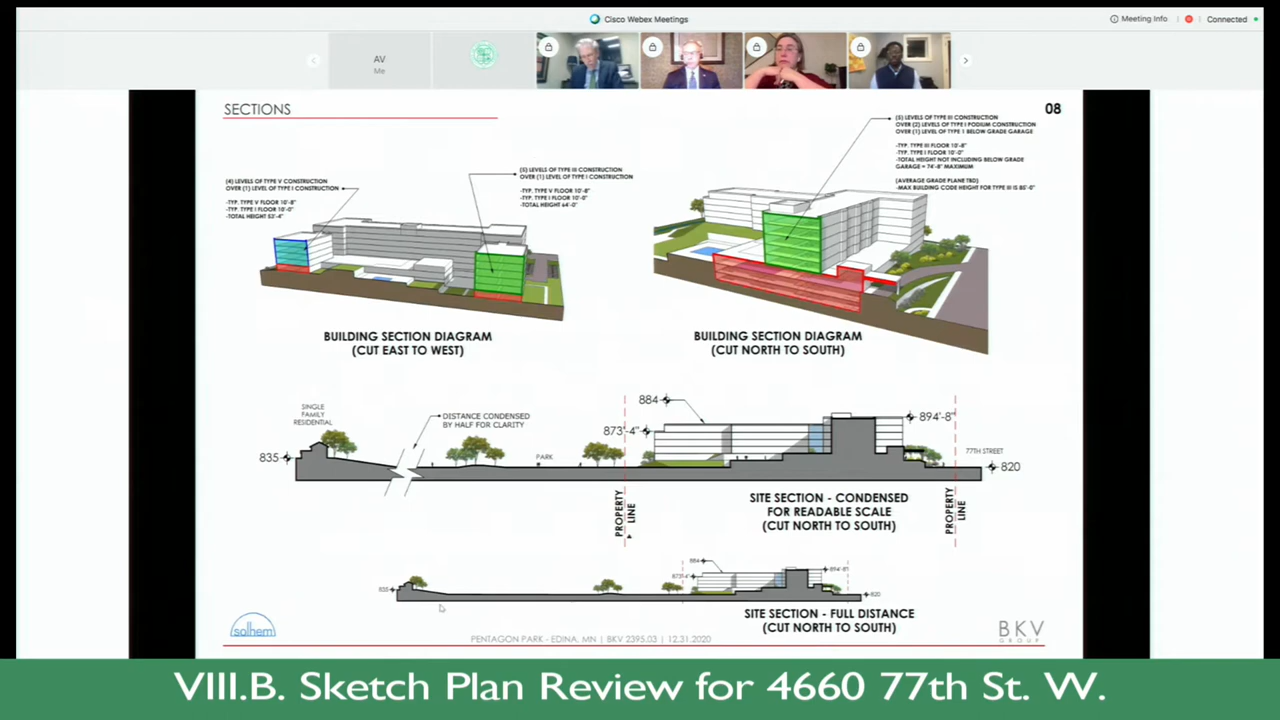 Cisco Webex Meetings
Meeting Info
Connected
AV
Me
SECTIONS
08
(4) LEVELS OF TYPE V CONSTRUCTION
OVER (1) LEVEL OF TYPE I CONSTRUCTION
-TYP. TYPE V FLOOR 10'-8"
-TYP. TYPE I FLOOR 10'-0"
-TOTAL HEIGHT 53'-4"
(5) LEVELS OF TYPE III CONSTRUCTION
OVER (1) LEVEL OF TYPE I CONSTRUCTION
-TYP. TYPE V FLOOR 10'-8"
-TYP. TYPE I FLOOR 10'-0"
-TOTAL HEIGHT 64'-0"
(5) LEVELS OF TYPE III CONSTRUCTION
OVER (2) LEVELS OF TYPE I PODIUM CONSTRUCTION
OVER (1) LEVEL OF TYPE 1 BELOW GRADE GARAGE
-TYP. TYPE III FLOOR 10'-8"
-TYP. TYPE I FLOOR 10'-0"
-TOTAL HEIGHT NOT INCLUDING BELOW GRADE
GARAGE = 74'-8" MAXIMUM
(AVERAGE GRADE PLANE TBD)
-MAX BUILDING CODE HEIGHT FOR TYPE III IS 85'-0"
BUILDING SECTION DIAGRAM
(CUT EAST TO WEST)
BUILDING SECTION DIAGRAM
(CUT NORTH TO SOUTH)
SINGLE
FAMILY
RESIDENTIAL
DISTANCE CONDENSED
BY HALF FOR CLARITY
884
873'-4"
894'-8"
835
PARK
77TH STREET
820
PROPERTY
LINE
PROPERTY
LINE
SITE SECTION - CONDENSED
FOR READABLE SCALE
(CUT NORTH TO SOUTH)
884
873'-4"
894'-8"
835
820
SITE SECTION - FULL DISTANCE
(CUT NORTH TO SOUTH)
solhem
PENTAGON PARK - EDINA, MN | BKV 2395.03 | 12.31.2020
BKV
GROUP
VIII.B. Sketch Plan Review for 4660 77th St. W.